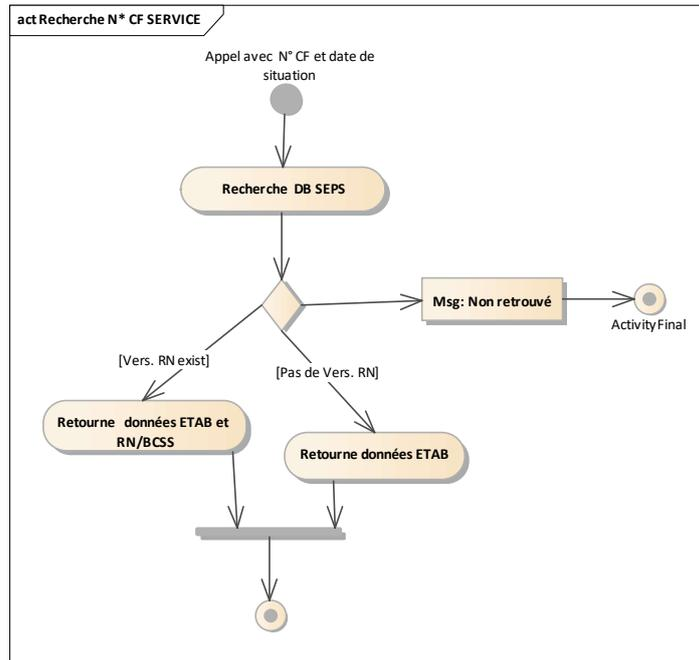 act Recherche N* CF SERVICE
Appel avec N° CF et date de
situation
Recherche DB SEPS
Msg: Non retrouvé
ActivityFinal
[Vers. RN exist]
[Pas de Vers. RN]
Retourne données ETAB et
RN/BCSS
Retourne données ETAB